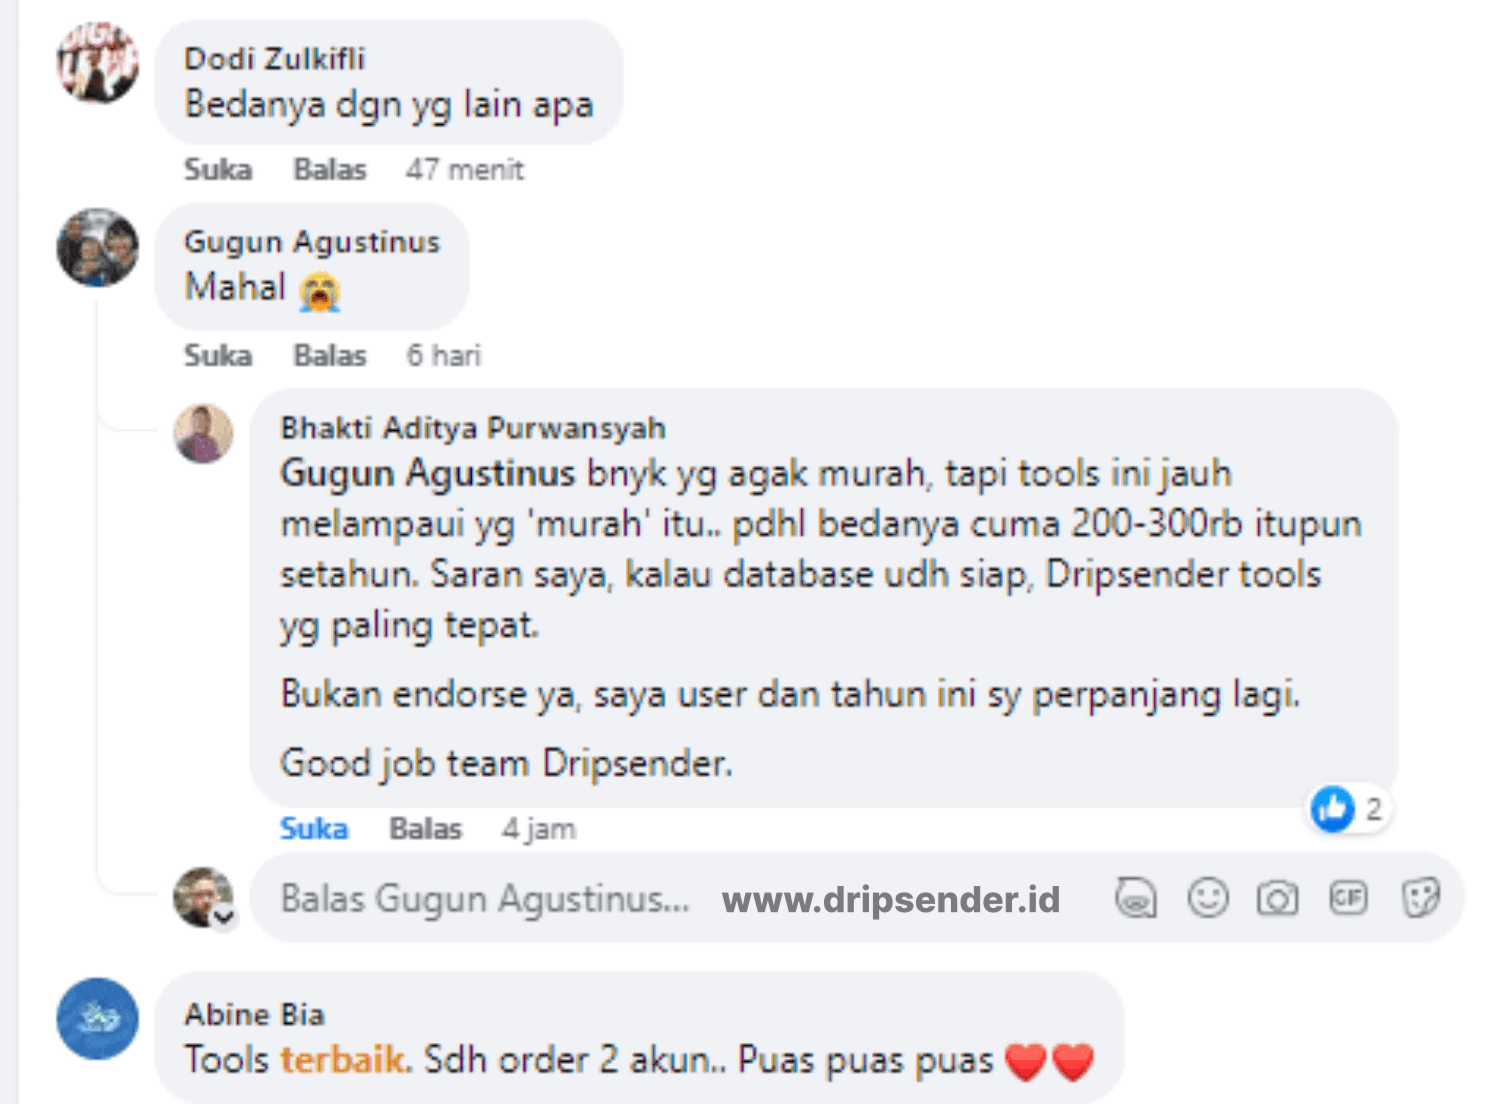 Dodi Zulkifli
Bedanya dgn yg lain apa
Suka Balas 47 menit
Gugun Agustinus
Mahal 😭
Suka Balas 6 hari
Bhakti Aditya Purwansyah
Gugun Agustinus bnyk yg agak murah, tapi tools ini jauh
melampaui yg 'murah' itu.. pdhl bedanya cuma 200-300rb itupun
setahun. Saran saya, kalau database udh siap, Dripsender tools
yg paling tepat.
Bukan endorse ya, saya user dan tahun ini sy perpanjang lagi.
Good job team Dripsender.
2
Suka Balas 4 jam
Balas Gugun Agustinus... www.dripsender.id GIF
Abine Bia
Tools terbaik. Sdh order 2 akun.. Puas puas puas ❤️❤️